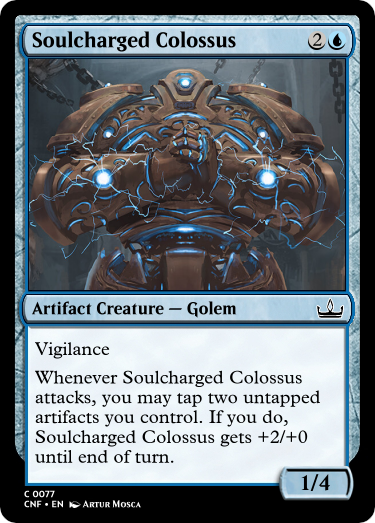 Soulcharged Colossus 2
Artifact Creature — Golem
Vigilance
Whenever Soulcharged Colossus
attacks, you may tap two untapped
artifacts you control. If you do,
Soulcharged Colossus gets +2/+0
until end of turn.
1/4
C 0077
CNF • EN Artur Mosca